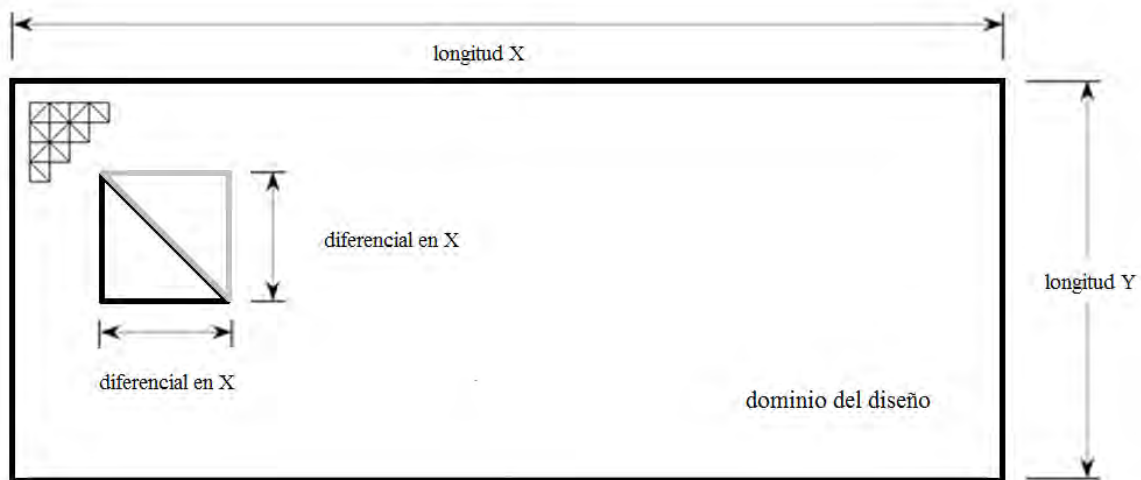 longitud X
diferencial en X
longitud Y
diferencial en X
dominio del diseño